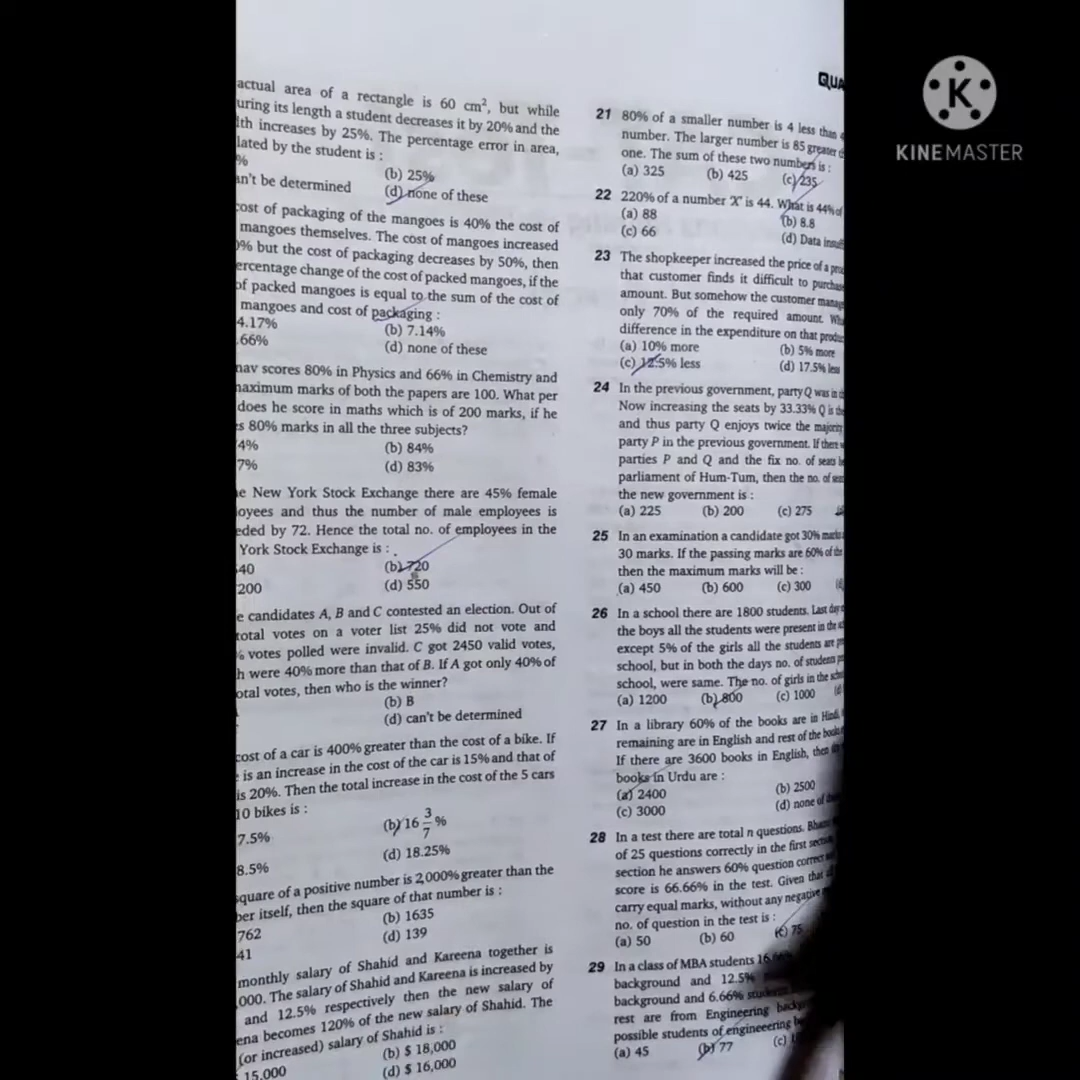 actual area of a rectangle is 60 cm², but while
uring its length a student decreases it by 20% and the
lth increases by 25%. The percentage error in area,
lated by the student is :
%
(b) 25%
an't be determined
(d) none of these
cost of packaging of the mangoes is 40% the cost of
mangoes themselves. The cost of mangoes increased
0% but the cost of packaging decreases by 50%, then
ercentage change of the cost of packed mangoes, if the
of packed mangoes is equal to the sum of the cost of
mangoes and cost of packaging :
4.17%
(b) 7.14%
.66%
(d) none of these
nav scores 80% in Physics and 66% in Chemistry and
naximum marks of both the papers are 100. What per
does he score in maths which is of 200 marks, if he
s 80% marks in all the three subjects?
4%
(b) 84%
7%
(d) 83%
e New York Stock Exchange there are 45% female
oyees and thus the number of male employees is
eded by 72. Hence the total no. of employees in the
York Stock Exchange is :
40
(b) 720
200
(d) 550
e candidates A, B and C contested an election. Out of
total votes on a voter list 25% did not vote and
% votes polled were invalid. C got 2450 valid votes,
h were 40% more than that of B. If A got only 40% of
otal votes, then who is the winner?
(b) B
(d) can't be determined
cost of a car is 400% greater than the cost of a bike. If
e is an increase in the cost of the car is 15% and that of
is 20%. Then the total increase in the cost of the 5 cars
10 bikes is :
7.5%
(b) 16 3/7 %
8.5%
(d) 18.25%
square of a positive number is 2,000% greater than the
ber itself, then the square of that number is :
762
(b) 1635
41
(d) 139
monthly salary of Shahid and Kareena together is
000. The salary of Shahid and Kareena is increased by
and 12.5% respectively then the new salary of
ena becomes 120% of the new salary of Shahid. The
(or increased) salary of Shahid is :
15,000
(b) $ 18,000
(d) $ 16,000
QUA
21 80% of a smaller number is 4 less than
number. The larger number is 85 greater
one. The sum of these two numbers is :
(a) 325 (b) 425 (c) 235
22 220% of a number 'X' is 44. What is 44% of
(a) 88 (b) 8.8
(c) 66 (d) Data insuf
23 The shopkeeper increased the price of a pro
that customer finds it difficult to purchase
amount. But somehow the customer manag
only 70% of the required amount. Wh
difference in the expenditure on that produc
(a) 10% more (b) 5% more
(c) 12.5% less (d) 17.5% less
24 In the previous government, party Q was in
Now increasing the seats by 33.33% Q is the
and thus party Q enjoys twice the majority
party P in the previous government. If there
parties P and Q and the fix no. of seats
parliament of Hum-Tum, then the no. of sea
the new government is :
(a) 225 (b) 200 (c) 275
25 In an examination a candidate got 30% marks
30 marks. If the passing marks are 60% of the
then the maximum marks will be :
(a) 450 (b) 600 (c) 300
26 In a school there are 1800 students. Last day
the boys all the students were present in the
except 5% of the girls all the students are
school, but in both the days no. of students
school, were same. The no. of girls in the
(a) 1200 (b) 800 (c) 1000
27 In a library 60% of the books are in Hindi,
remaining are in English and rest of the books
If there are 3600 books in English, then
books in Urdu are :
(a) 2400 (b) 2500
(c) 3000 (d) none of
28 In a test there are total n questions.
of 25 questions correctly in the first section
section he answers 60% question correct
score is 66.66% in the test. Given that
carry equal marks, without any negative
no. of question in the test is :
(a) 50 (b) 60 (c) 75
29 In a class of MBA students
background and 12.5%
background and 6.66%
rest are from Engineering
possible students of engineeering
(a) 45 (b) 77 (c)
K
KINEMASTER